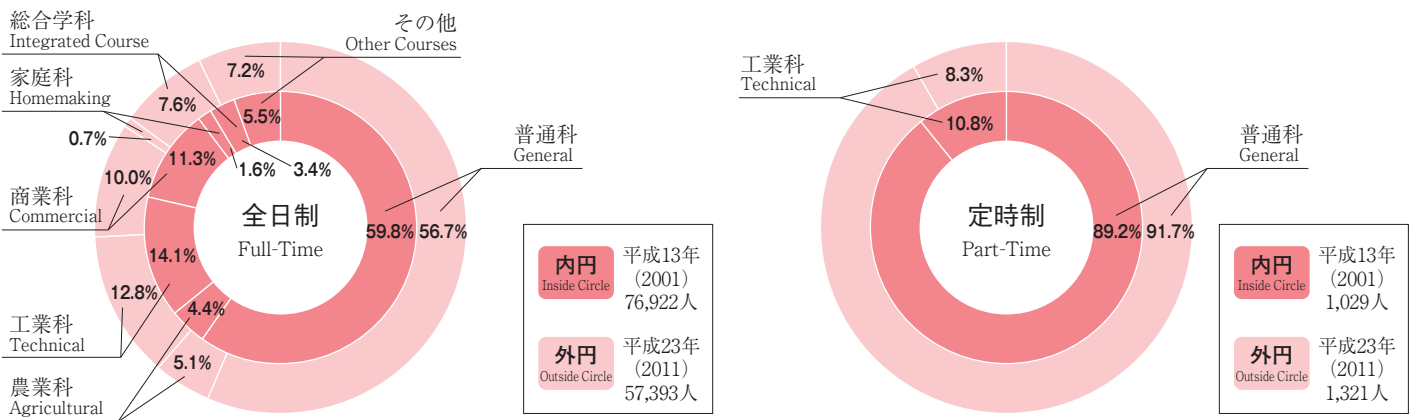 総合学科
Integrated Course
家庭科
Homemaking
商業科
Commercial
工業科
Technical
農業科
Agricultural
その他
Other Courses
普通科
General
7.2%
7.6%
0.7%
10.0%
12.8%
5.1%
56.7%
5.5%
3.4%
1.6%
11.3%
14.1%
4.4%
59.8%
全日制
Full-Time
内円
Inside Circle
平成13年
(2001)
76,922人
外円
Outside Circle
平成23年
(2011)
57,393人
工業科
Technical
8.3%
10.8%
普通科
General
89.2%
91.7%
定時制
Part-Time
内円
Inside Circle
平成13年
(2001)
1,029人
外円
Outside Circle
平成23年
(2011)
1,321人